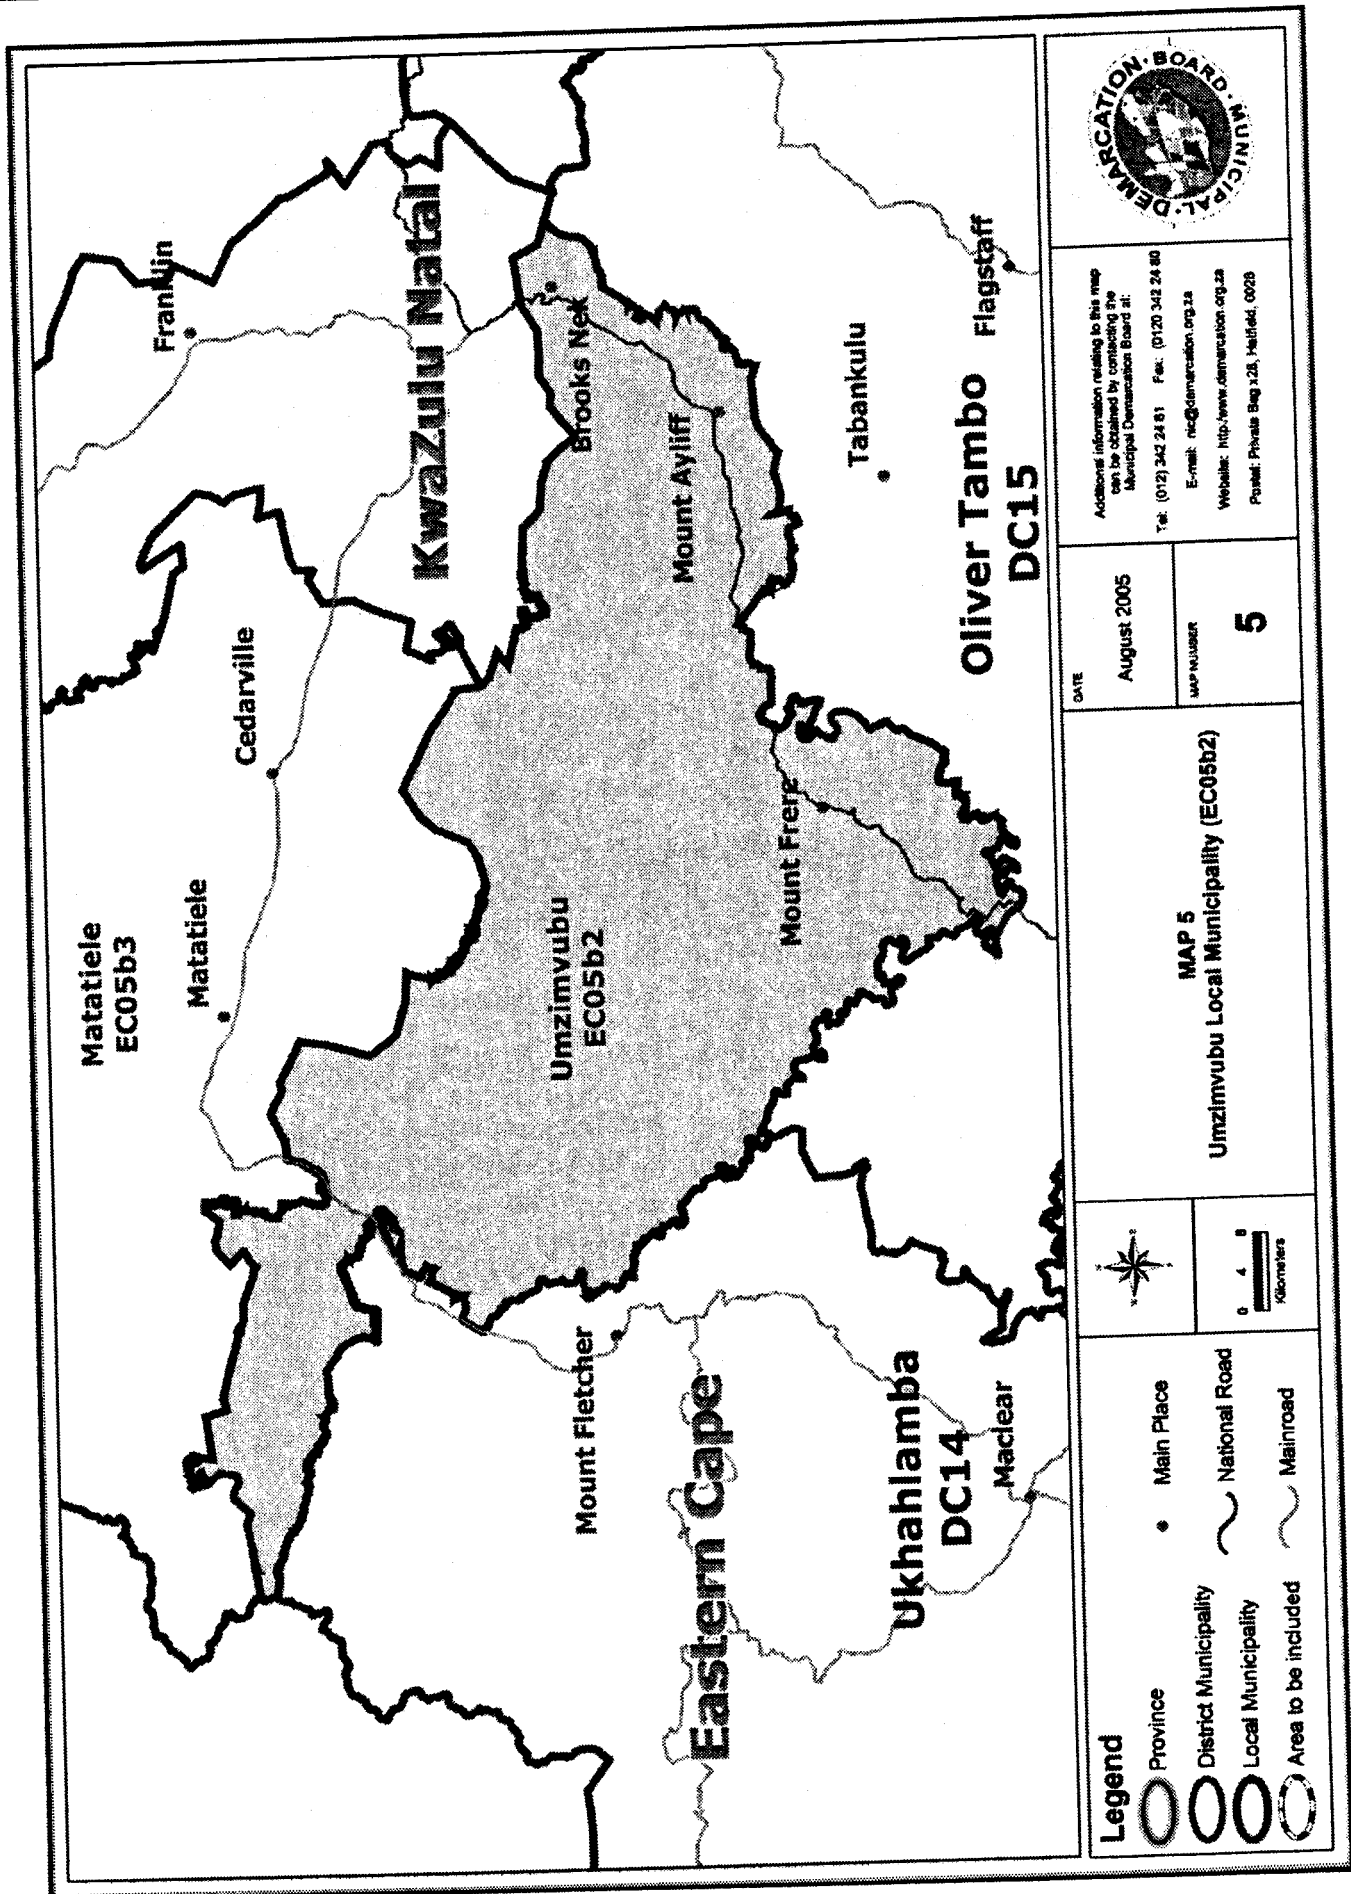 Matatiele
EC05b3
Matatiele
Cedarville
Franklin
KwaZulu Natal
Brooks Nek
Mount Ayliff
Umzimvubu
EC05b2
Mount Frere
Tabankulu
Flagstaff
Oliver Tambo
DC15
Mount Fletcher
Eastern Cape
Ukhahlamba
DC14
Maclear
Legend
Province
District Municipality
Local Municipality
Area to be included
Main Place
National Road
Mainroad
0 4 8
Kilometers
MAP 5
Umzimvubu Local Municipality (EC05b2)
DATE
August 2005
MAP NUMBER
5
Additional information relating to this map
can be obtained by contacting the
Municipal Demarcation Board at:
Tel: (012) 342 24 81 Fax: (0120 342 24 80
E-mail: nic@demarcation.org.za
Website: http:/www.demarcation.org.za
Postal: Private Bag x28, Hatfield, 0028
MUNICIPAL · DEMARCATION · BOARD ·